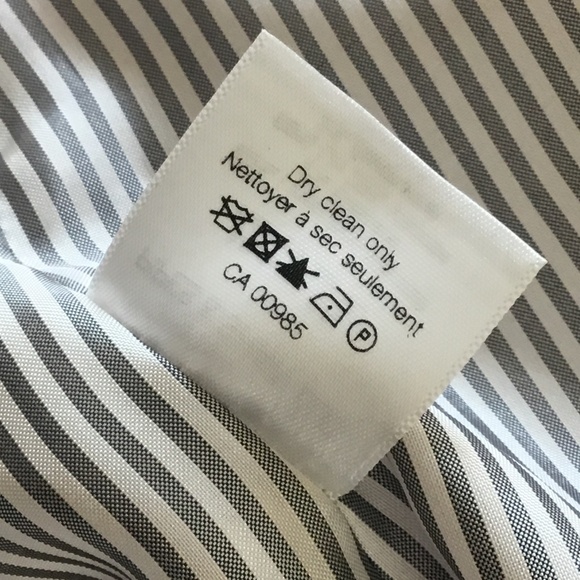 Dry clean only
Nettoyer à sec seulement
P
CA 00985